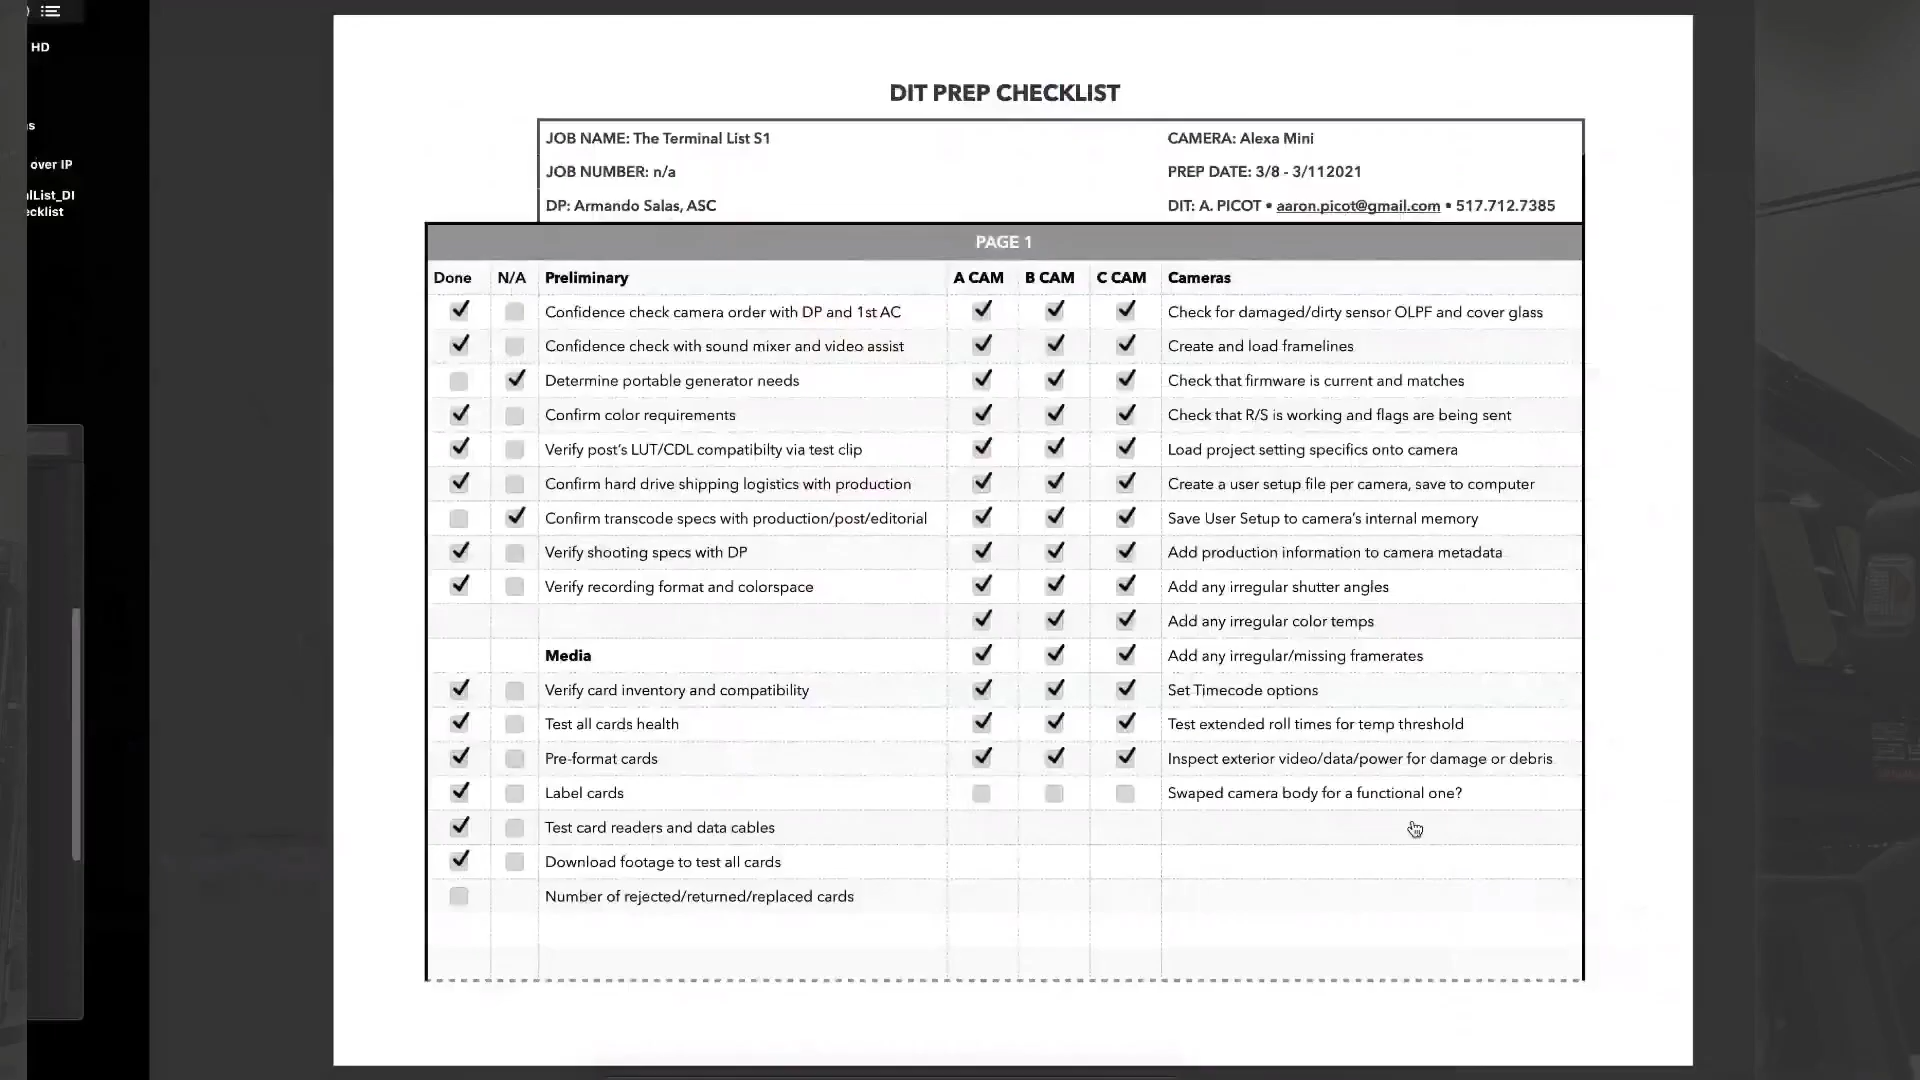 HD
s
over IP
alList_DI
ecklist
DIT PREP CHECKLIST
JOB NAME: The Terminal List S1
CAMERA: Alexa Mini
JOB NUMBER: n/a
PREP DATE: 3/8 - 3/112021
DP: Armando Salas, ASC
DIT: A. PICOT • aaron.picot@gmail.com • 517.712.7385
PAGE 1
Done N/A Preliminary A CAM B CAM C CAM Cameras
Confidence check camera order with DP and 1st AC
Check for damaged/dirty sensor OLPF and cover glass
Confidence check with sound mixer and video assist
Create and load framelines
Determine portable generator needs
Check that firmware is current and matches
Confirm color requirements
Check that R/S is working and flags are being sent
Verify post's LUT/CDL compatibilty via test clip
Load project setting specifics onto camera
Confirm hard drive shipping logistics with production
Create a user setup file per camera, save to computer
Confirm transcode specs with production/post/editorial
Save User Setup to camera's internal memory
Verify shooting specs with DP
Add production information to camera metadata
Verify recording format and colorspace
Add any irregular shutter angles
Add any irregular color temps
Media
Add any irregular/missing framerates
Verify card inventory and compatibility
Set Timecode options
Test all cards health
Test extended roll times for temp threshold
Pre-format cards
Inspect exterior video/data/power for damage or debris
Label cards
Swaped camera body for a functional one?
Test card readers and data cables
Download footage to test all cards
Number of rejected/returned/replaced cards